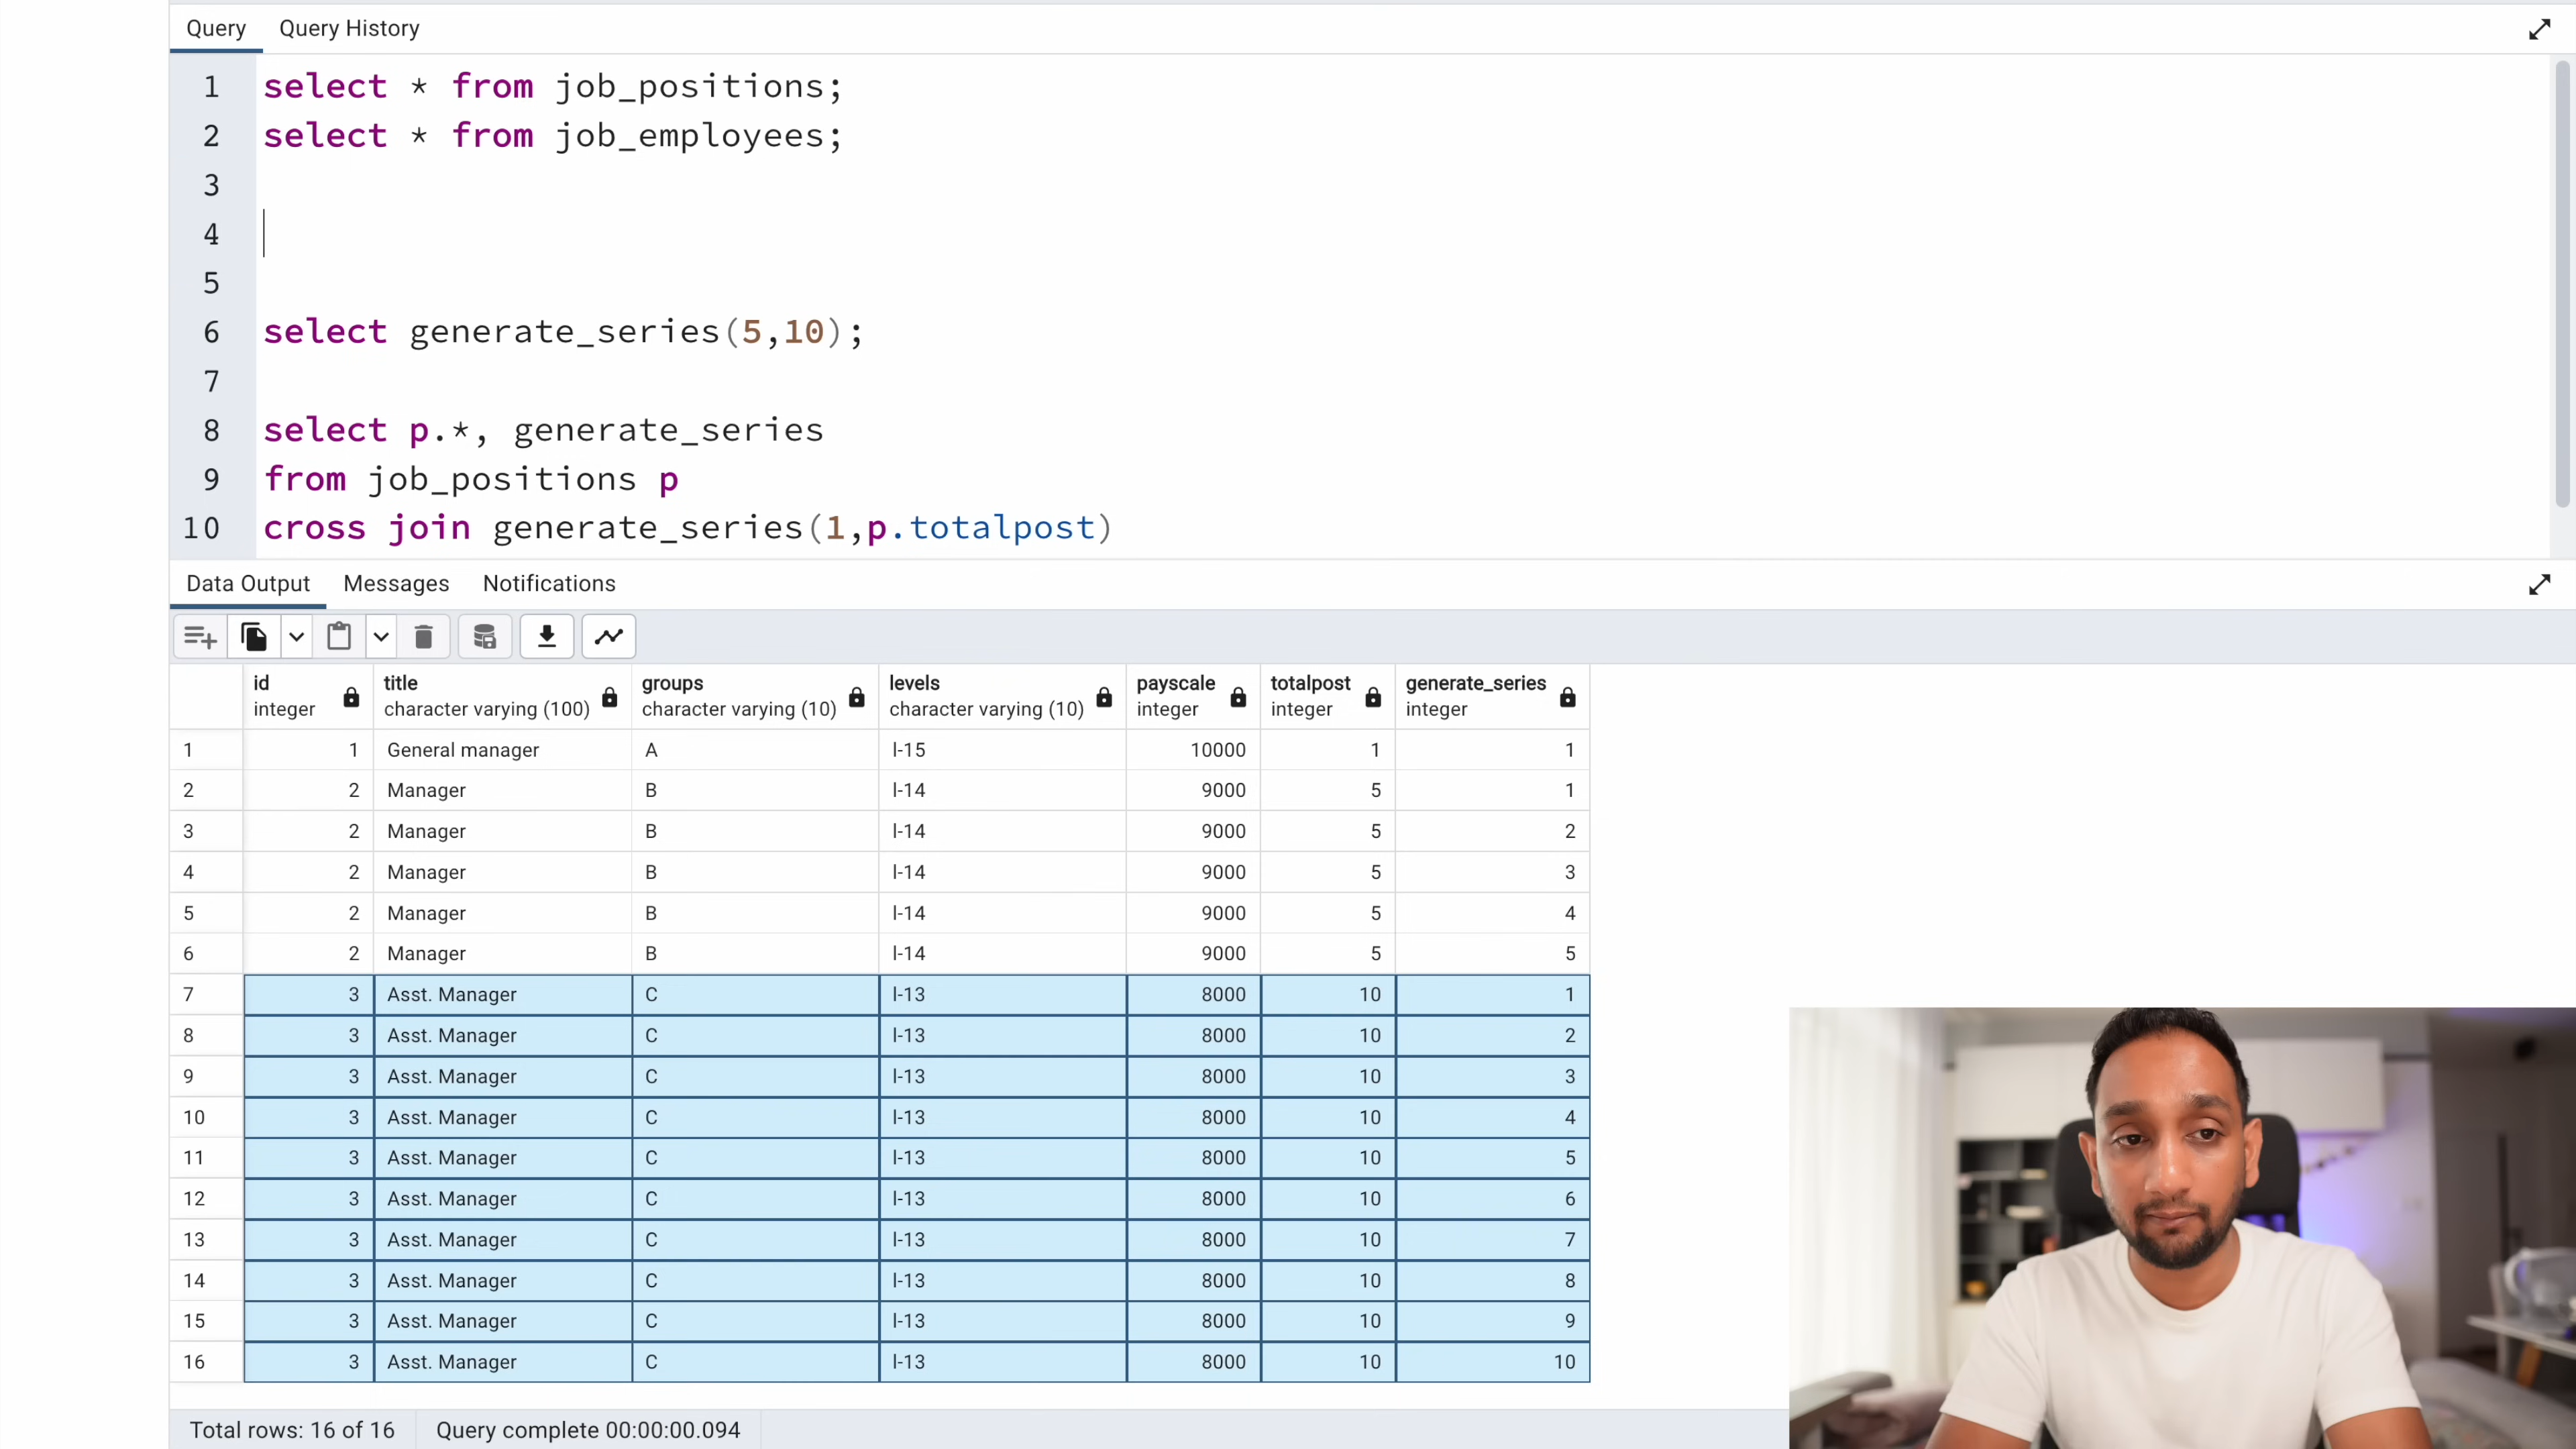 Query Query History
1 select * from job_positions;
2 select * from job_employees;
3
4
5
6 select generate_series(5,10);
7
8 select p.*, generate_series
9 from job_positions p
10 cross join generate_series(1,p.totalpost)
Data Output Messages Notifications
id title groups levels payscale totalpost generate_series
integer character varying (100) character varying (10) character varying (10) integer integer integer
1 1 General manager A l-15 10000 1 1
2 2 Manager B l-14 9000 5 1
3 2 Manager B l-14 9000 5 2
4 2 Manager B l-14 9000 5 3
5 2 Manager B l-14 9000 5 4
6 2 Manager B l-14 9000 5 5
7 3 Asst. Manager C l-13 8000 10 1
8 3 Asst. Manager C l-13 8000 10 2
9 3 Asst. Manager C l-13 8000 10 3
10 3 Asst. Manager C l-13 8000 10 4
11 3 Asst. Manager C l-13 8000 10 5
12 3 Asst. Manager C l-13 8000 10 6
13 3 Asst. Manager C l-13 8000 10 7
14 3 Asst. Manager C l-13 8000 10 8
15 3 Asst. Manager C l-13 8000 10 9
16 3 Asst. Manager C l-13 8000 10 10
Total rows: 16 of 16 Query complete 00:00:00.094